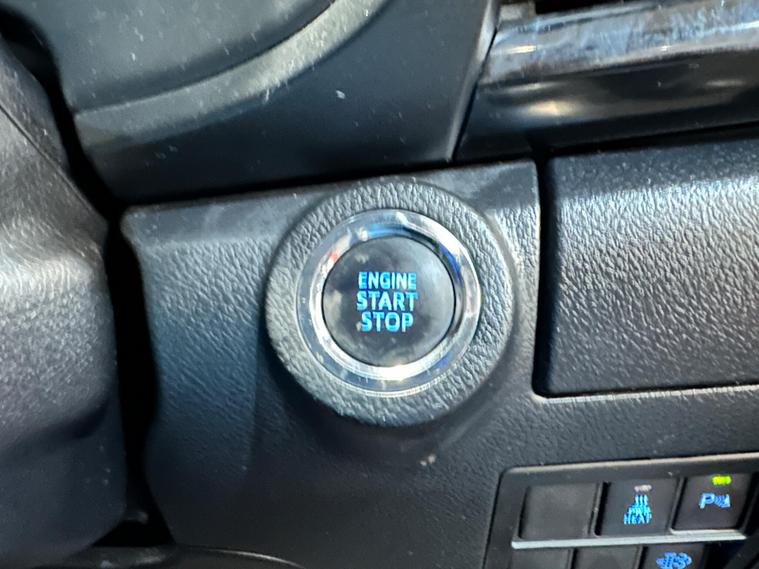 ENGINE
START
STOP
PWR
HEAT
P